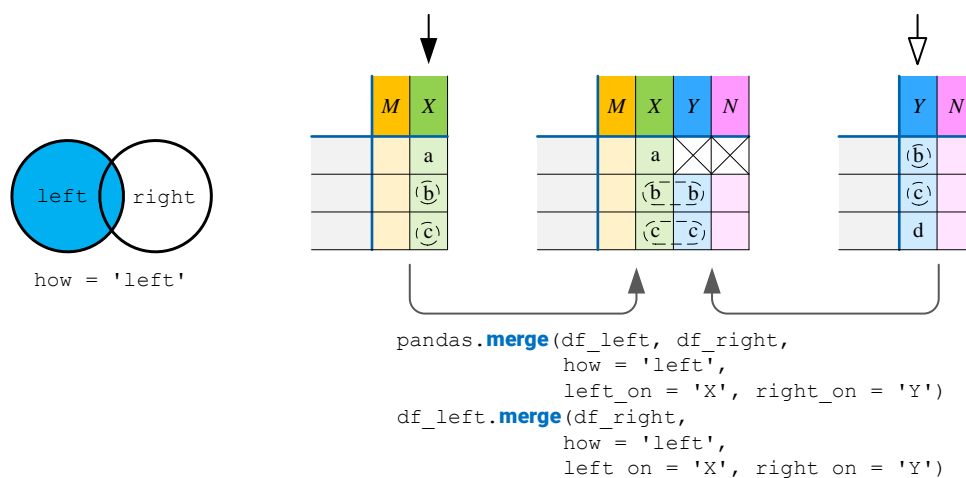 M X
M X Y N
Y N
a
a
b
b
b b
c
c
c c
d
left right
how = 'left'
pandas.merge(df_left, df_right,
how = 'left',
left_on = 'X', right_on = 'Y')
df_left.merge(df_right,
how = 'left',
left_on = 'X', right_on = 'Y')